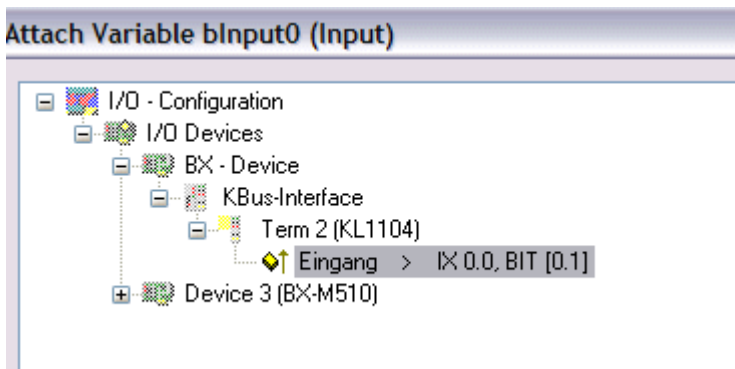 Attach Variable bInput0 (Input)
I/O - Configuration
I/O Devices
BX - Device
KBus-Interface
Term 2 (KL1104)
Eingang > IX 0.0, BIT [0.1]
Device 3 (BX-M510)